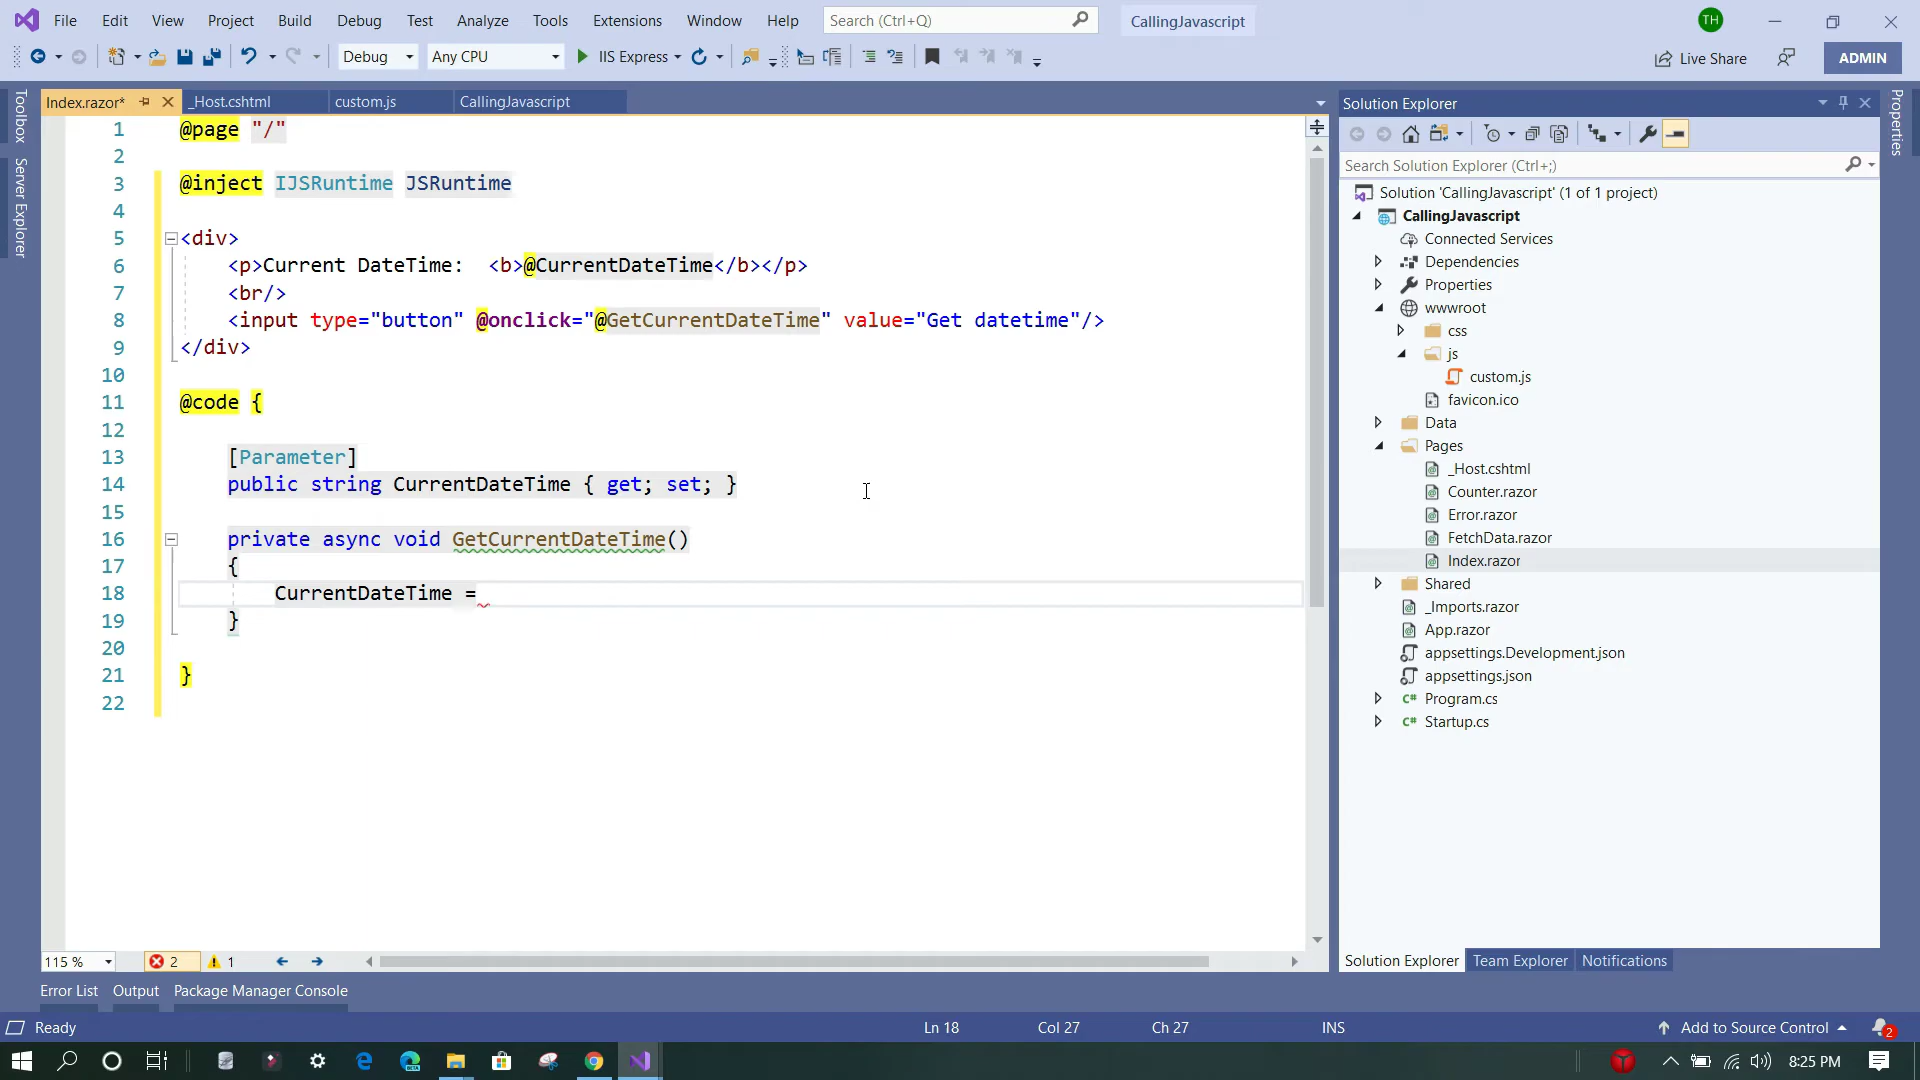 File Edit View Project Build Debug Test Analyze Tools Extensions Window Help Search (Ctrl+Q) CallingJavascript TH
Debug Any CPU IIS Express Live Share ADMIN
Toolbox
Server Explorer
Index.razor* _Host.cshtml custom.js CallingJavascript
1 @page "/"
2
3 @inject IJSRuntime JSRuntime
4
5 <div>
6 <p>Current DateTime: <b>@CurrentDateTime</b></p>
7 <br/>
8 <input type="button" @onclick="@GetCurrentDateTime" value="Get datetime"/>
9 </div>
10
11 @code {
12
13 [Parameter]
14 public string CurrentDateTime { get; set; }
15
16 private async void GetCurrentDateTime()
17 {
18 CurrentDateTime =
19 }
20
21 }
22
115 % 2 1
Solution Explorer
Search Solution Explorer (Ctrl+;)
Solution 'CallingJavascript' (1 of 1 project)
CallingJavascript
Connected Services
Dependencies
Properties
wwwroot
css
js
custom.js
favicon.ico
Data
Pages
_Host.cshtml
Counter.razor
Error.razor
FetchData.razor
Index.razor
Shared
_Imports.razor
App.razor
appsettings.Development.json
appsettings.json
C# Program.cs
C# Startup.cs
Solution Explorer Team Explorer Notifications
Properties
Error List Output Package Manager Console
Ready Ln 18 Col 27 Ch 27 INS Add to Source Control 2
BETA 8:25 PM